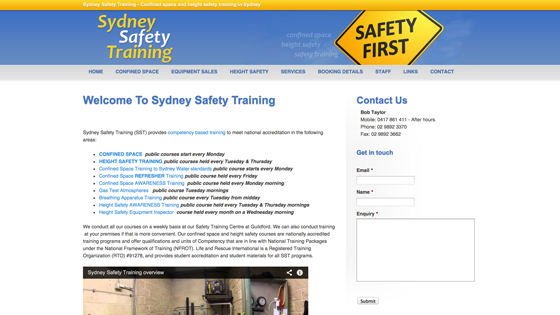 Sydney Safety Training - Confined space and height safety training in Sydney
Sydney
Safety
Training
confined space
height safety
safety training
SAFETY
FIRST
HOME CONFINED SPACE EQUIPMENT SALES HEIGHT SAFETY SERVICES BOOKING DETAILS STAFF LINKS CONTACT
Welcome To Sydney Safety Training
Sydney Safety Training (SST) provides competency based training to meet national accreditation in the following
areas:
CONFINED SPACE public courses start every Monday
HEIGHT SAFETY TRAINING public courses held every Tuesday & Thursday
Confined Space Training to Sydney Water standards public course starts every Monday
Confined Space REFRESHER Training public course held every Friday
Confined Space AWARENESS Training public course held every Monday morning
Gas Test Atmospheres public course Tuesday mornings
Breathing Apparatus Training public course every Tuesday from midday
Height Safety AWARENESS Training public course held every Tuesday & Thursday mornings
Height Safety Equipment Inspector course held every month on a Wednesday morning
We conduct all our courses on a weekly basis at our Safety Training Centre at Guildford. We can also conduct training
at your premises if that is more convenient. Our confined space and height safety courses are nationally accredited
training programs and offer qualifications and units of Competency that are in line with National Training Packages
under the National Framework of Training (NFROT). Life and Rescue International is a Registered Training
Organization (RTO) #91278, and provides student accreditation and student materials for all SST programs.
Sydney Safety Training overview
Contact Us
Bob Taylor
Mobile: 0417 861 411 - After hours.
Phone: 02 9892 3370
Fax: 02 9892 3662
Get in touch
Email *
Name *
Enquiry *
Submit